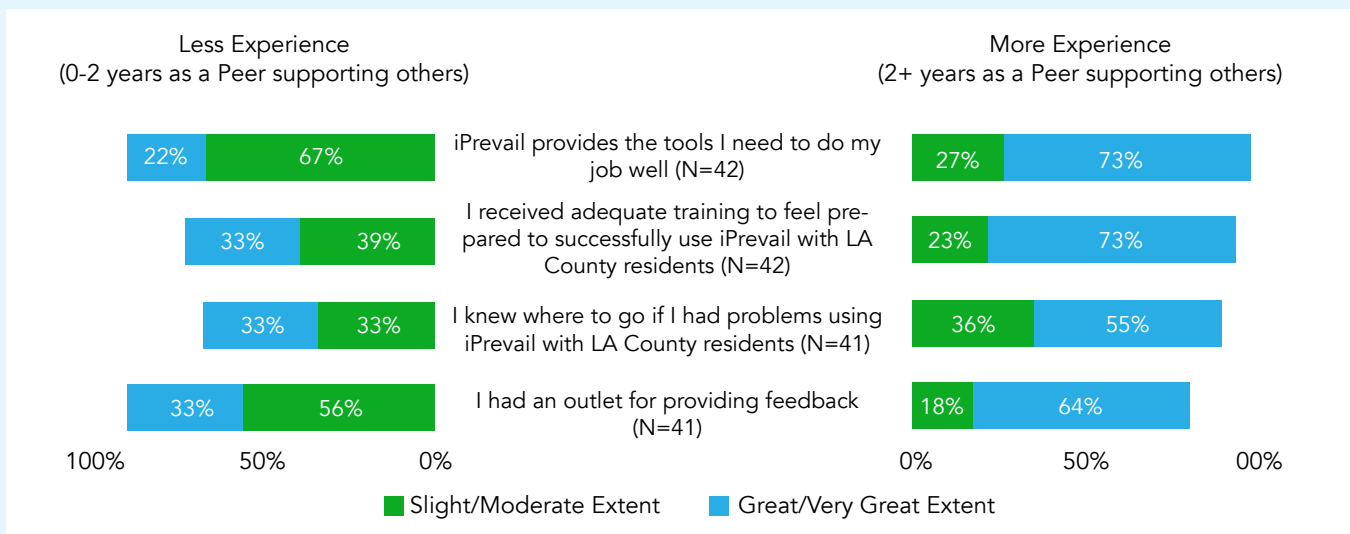 Less Experience
(0-2 years as a Peer supporting others)
More Experience
(2+ years as a Peer supporting others)
22% 67%
iPrevail provides the tools I need to do my
job well (N=42)
27% 73%
33% 39%
I received adequate training to feel pre-
pared to successfully use iPrevail with LA
County residents (N=42)
23% 73%
33% 33%
I knew where to go if I had problems using
iPrevail with LA County residents (N=41)
36% 55%
33% 56%
I had an outlet for providing feedback
(N=41)
18% 64%
100% 50% 0%
0% 50% 00%
Slight/Moderate Extent
Great/Very Great Extent